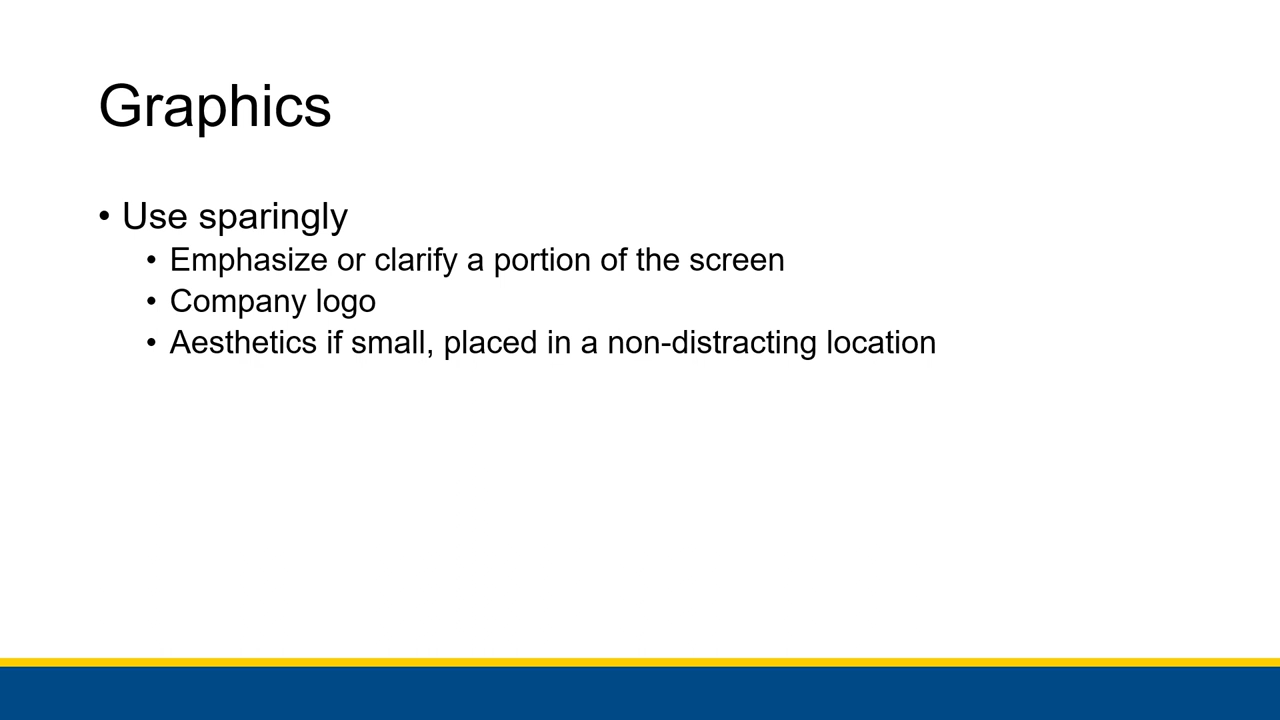 Graphics
• Use sparingly
• Emphasize or clarify a portion of the screen
• Company logo
• Aesthetics if small, placed in a non-distracting location